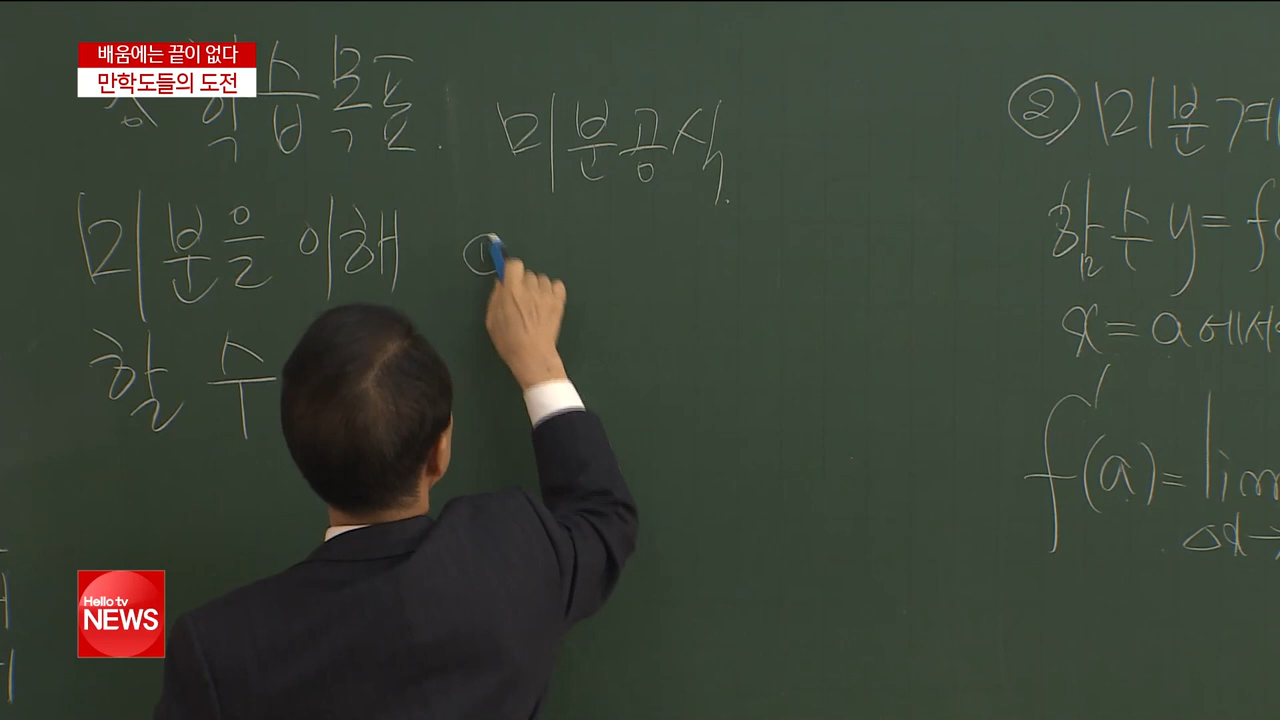 배움에는 끝이 없다
만학도들의 도전
학습목표.
미분을 이해
할 수
미분공식.
①
② 미분계
함수 y = f(
x = a 에서
f'(a) = lim
Δx→
Hello tv
NEWS